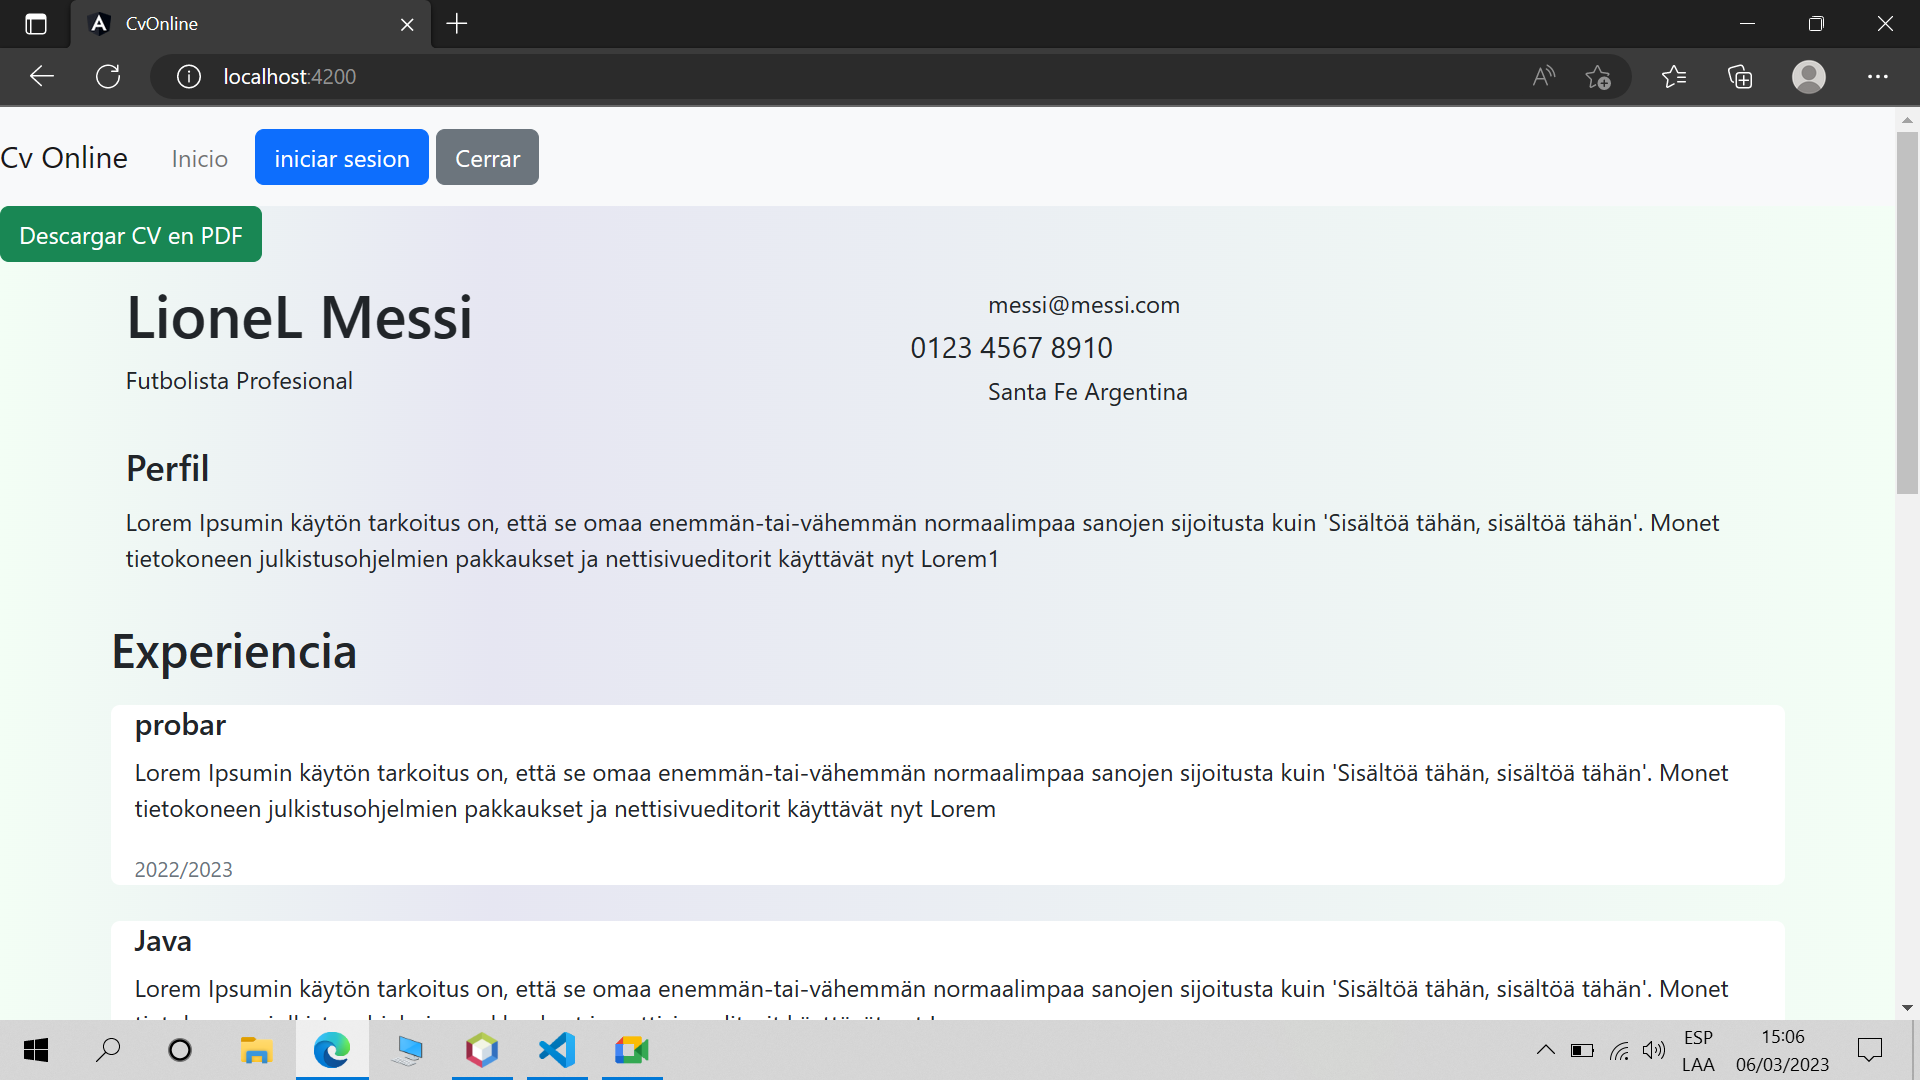 CvOnline
localhost:4200
Cv Online
Inicio
iniciar sesion
Cerrar
Descargar CV en PDF
LioneL Messi
Futbolista Profesional
messi@messi.com
0123 4567 8910
Santa Fe Argentina
Perfil
Lorem Ipsumin käytön tarkoitus on, että se omaa enemmän-tai-vähemmän normaalimpaa sanojen sijoitusta kuin 'Sisältöä tähän, sisältöä tähän'. Monet
tietokoneen julkistusohjelmien pakkaukset ja nettisivueditorit käyttävät nyt Lorem1
Experiencia
probar
Lorem Ipsumin käytön tarkoitus on, että se omaa enemmän-tai-vähemmän normaalimpaa sanojen sijoitusta kuin 'Sisältöä tähän, sisältöä tähän'. Monet
tietokoneen julkistusohjelmien pakkaukset ja nettisivueditorit käyttävät nyt Lorem
2022/2023
Java
Lorem Ipsumin käytön tarkoitus on, että se omaa enemmän-tai-vähemmän normaalimpaa sanojen sijoitusta kuin 'Sisältöä tähän, sisältöä tähän'. Monet
ESP
LAA
15:06
06/03/2023